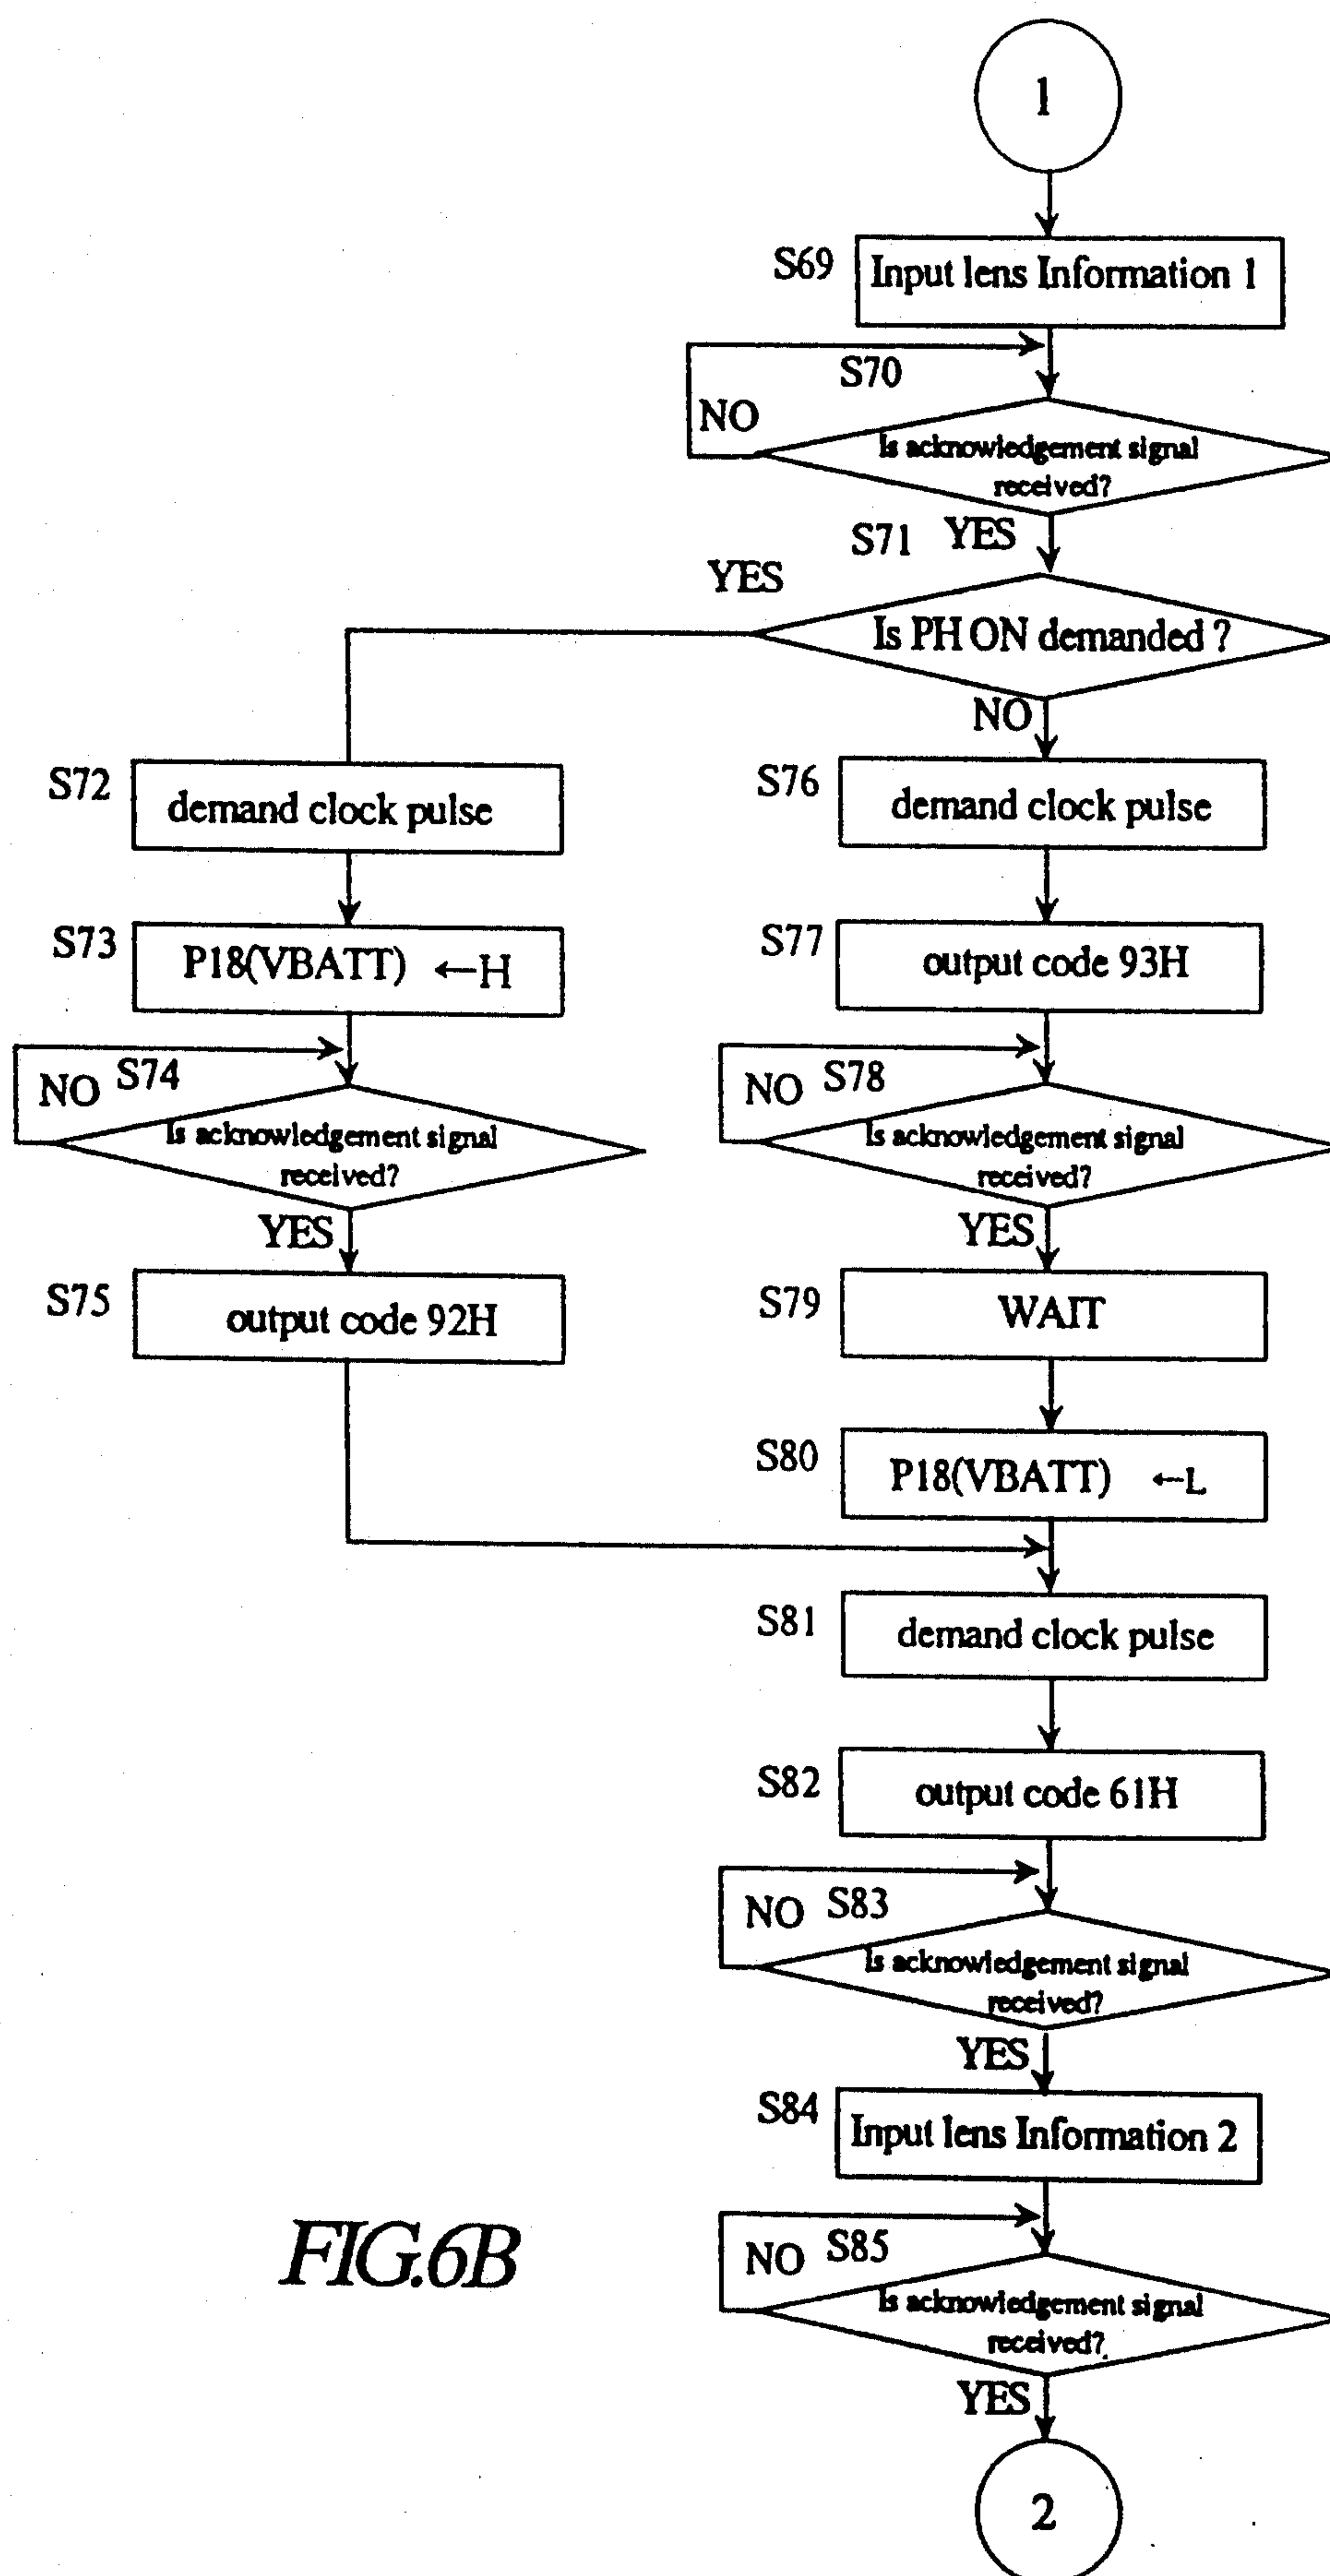 1
S69 Input lens Information 1
S70
NO
Is acknowledgement signal
received?
S71 YES
YES
Is PH ON demanded ?
NO
S72 demand clock pulse
S76 demand clock pulse
S73 P18(VBATT) ←H
S77 output code 93H
NO S74
Is acknowledgement signal
received?
YES
NO S78
Is acknowledgement signal
received?
YES
S75 output code 92H
S79 WAIT
S80 P18(VBATT) ←L
S81 demand clock pulse
S82 output code 61H
NO S83
Is acknowledgement signal
received?
YES
S84 Input lens Information 2
NO S85
Is acknowledgement signal
received?
YES
2
FIG.6B